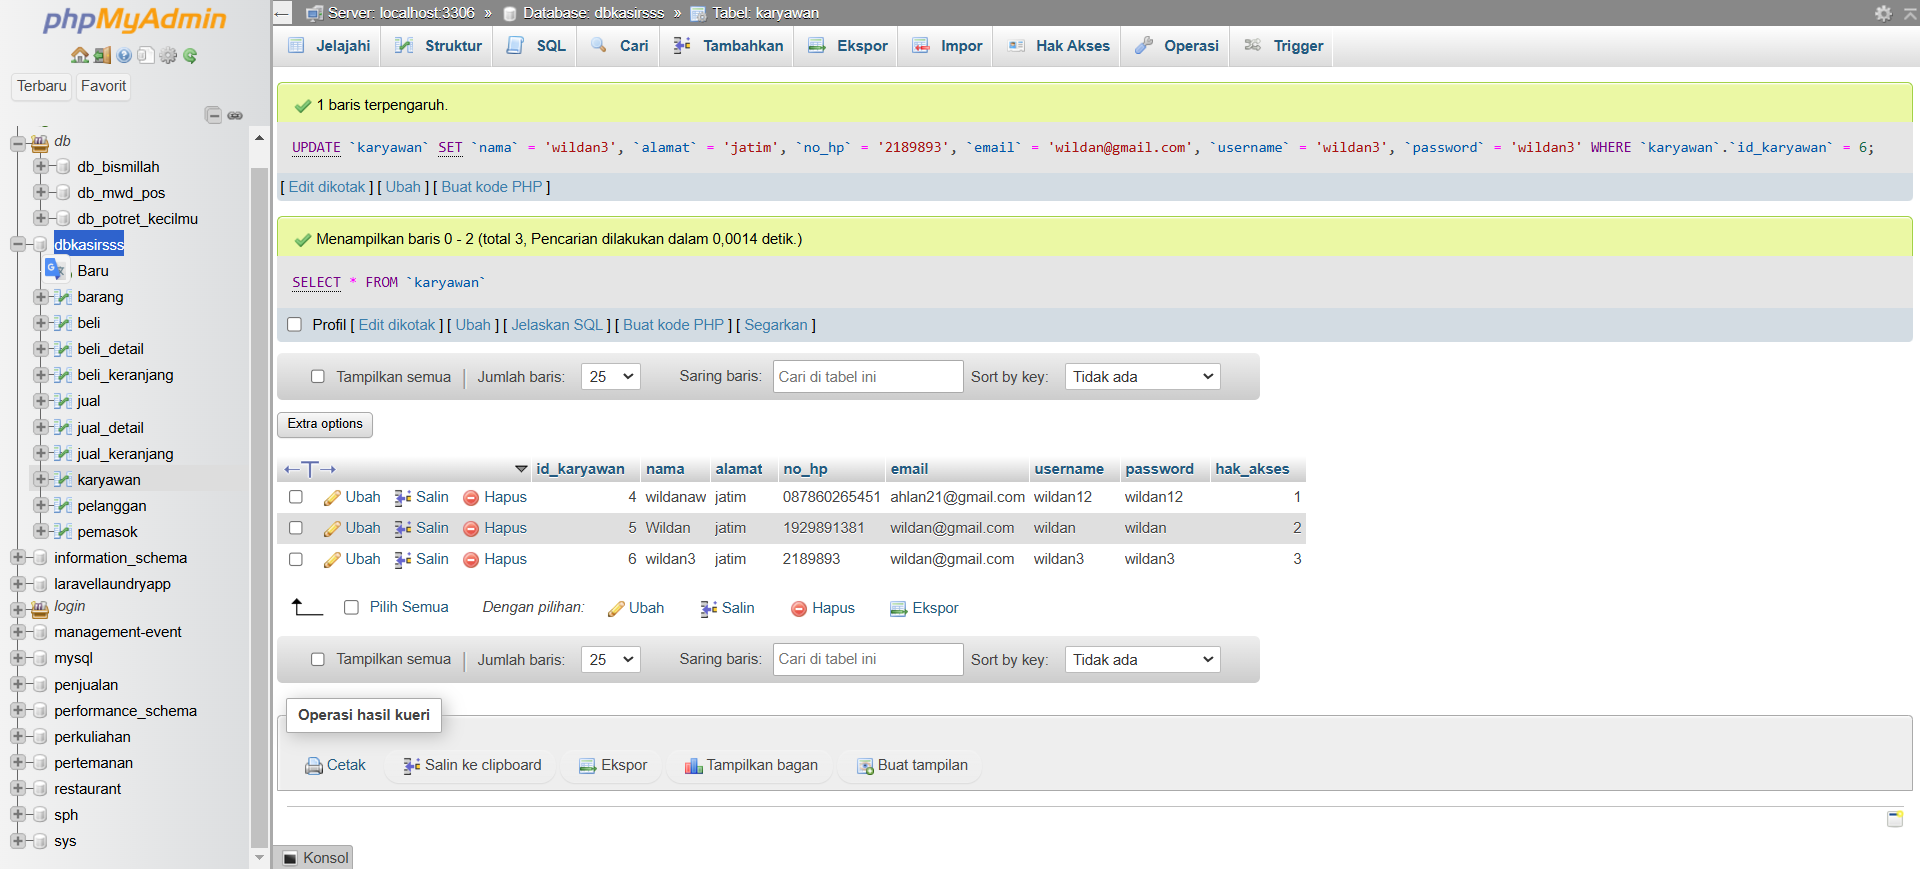 phpMyAdmin
Terbaru Favorit
db
db_bismillah
db_mwd_pos
db_potret_kecilmu
dbkasirsss
Baru
barang
beli
beli_detail
beli_keranjang
jual
jual_detail
jual_keranjang
karyawan
pelanggan
pemasok
information_schema
laravellaundryapp
login
management-event
mysql
penjualan
performance_schema
perkuliahan
pertemanan
restaurant
sph
sys
Server: localhost:3306 » Database: dbkasirsss » Tabel: karyawan
Jelajahi Struktur SQL Cari Tambahkan Ekspor Impor Hak Akses Operasi Trigger
1 baris terpengaruh.
UPDATE `karyawan` SET `nama` = 'wildan3', `alamat` = 'jatim', `no_hp` = '2189893', `email` = 'wildan@gmail.com', `username` = 'wildan3', `password` = 'wildan3' WHERE `karyawan`.`id_karyawan` = 6;
[ Edit dikotak ] [ Ubah ] [ Buat kode PHP ]
Menampilkan baris 0 - 2 (total 3, Pencarian dilakukan dalam 0,0014 detik.)
SELECT * FROM `karyawan`
Profil [ Edit dikotak ] [ Ubah ] [ Jelaskan SQL ] [ Buat kode PHP ] [ Segarkan ]
Tampilkan semua | Jumlah baris: 25 Saring baris: Cari di tabel ini Sort by key: Tidak ada
Extra options
←T→ id_karyawan nama alamat no_hp email username password hak_akses
Ubah Salin Hapus 4 wildanaw jatim 087860265451 ahlan21@gmail.com wildan12 wildan12 1
Ubah Salin Hapus 5 Wildan jatim 1929891381 wildan@gmail.com wildan wildan 2
Ubah Salin Hapus 6 wildan3 jatim 2189893 wildan@gmail.com wildan3 wildan3 3
Pilih Semua Dengan pilihan: Ubah Salin Hapus Ekspor
Tampilkan semua | Jumlah baris: 25 Saring baris: Cari di tabel ini Sort by key: Tidak ada
Operasi hasil kueri
Cetak Salin ke clipboard Ekspor Tampilkan bagan Buat tampilan
Konsol